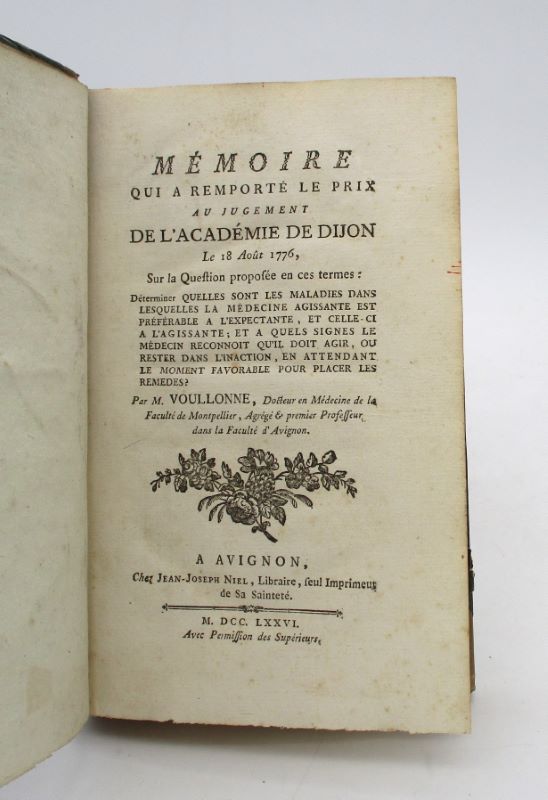 MÉMOIRE
QUI A REMPORTÉ LE PRIX
AU JUGEMENT
DE L'ACADÉMIE DE DIJON
Le 18 Août 1776,
Sur la Queſtion propoſée en ces termes :
Déterminer QUELLES SONT LES MALADIES DANS
LESQUELLES LA MÉDECINE AGISSANTE EST
PRÉFÉRABLE A L'EXPECTANTE, ET CELLE-CI
A L'AGISSANTE; ET A QUELS SIGNES LE
MÉDECIN RECONNOIT QU'IL DOIT AGIR, OU
RESTER DANS L'INACTION, EN ATTENDANT
LE MOMENT FAVORABLE POUR PLACER LES
REMEDES?
Par M. VOULLONNE, Docteur en Médecine de la
Faculté de Montpellier, Agrégé & premier Profeſſeur
dans la Faculté d'Avignon.
A AVIGNON,
Chez JEAN-JOSEPH NIEL, Libraire, ſeul Imprimeur
de Sa Sainteté.
M. DCC. LXXVI.
Avec Permiſſion des Supérieurs.